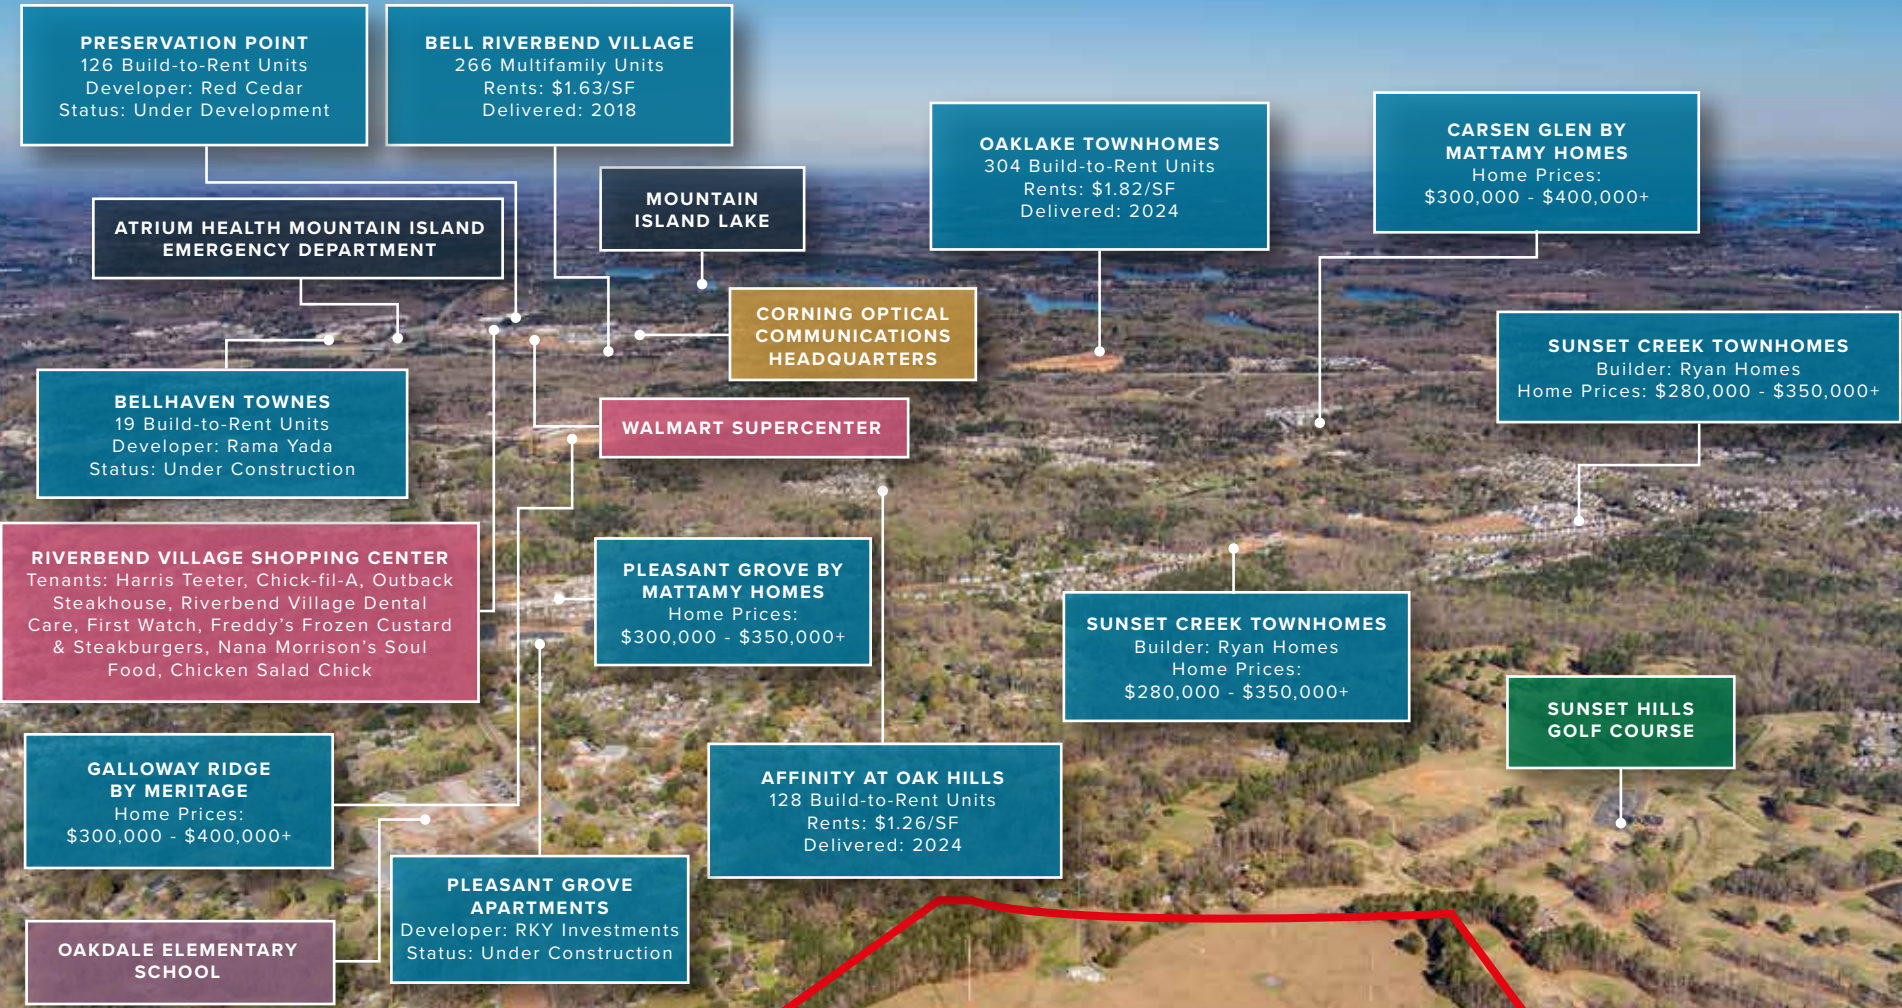 PRESERVATION POINT
126 Build-to-Rent Units
Developer: Red Cedar
Status: Under Development
BELL RIVERBEND VILLAGE
266 Multifamily Units
Rents: $1.63/SF
Delivered: 2018
OAKLAKE TOWNHOMES
304 Build-to-Rent Units
Rents: $1.82/SF
Delivered: 2024
CARSEN GLEN BY
MATTAMY HOMES
Home Prices:
$300,000 - $400,000+
ATRIUM HEALTH MOUNTAIN ISLAND
EMERGENCY DEPARTMENT
MOUNTAIN
ISLAND LAKE
CORNING OPTICAL
COMMUNICATIONS
HEADQUARTERS
SUNSET CREEK TOWNHOMES
Builder: Ryan Homes
Home Prices: $280,000 - $350,000+
BELLHAVEN TOWNES
19 Build-to-Rent Units
Developer: Rama Yada
Status: Under Construction
WALMART SUPERCENTER
RIVERBEND VILLAGE SHOPPING CENTER
Tenants: Harris Teeter, Chick-fil-A, Outback
Steakhouse, Riverbend Village Dental
Care, First Watch, Freddy's Frozen Custard
& Steakburgers, Nana Morrison's Soul
Food, Chicken Salad Chick
PLEASANT GROVE BY
MATTAMY HOMES
Home Prices:
$300,000 - $350,000+
SUNSET CREEK TOWNHOMES
Builder: Ryan Homes
Home Prices:
$280,000 - $350,000+
SUNSET HILLS
GOLF COURSE
GALLOWAY RIDGE
BY MERITAGE
Home Prices:
$300,000 - $400,000+
AFFINITY AT OAK HILLS
128 Build-to-Rent Units
Rents: $1.26/SF
Delivered: 2024
PLEASANT GROVE
APARTMENTS
Developer: RKY Investments
Status: Under Construction
OAKDALE ELEMENTARY
SCHOOL